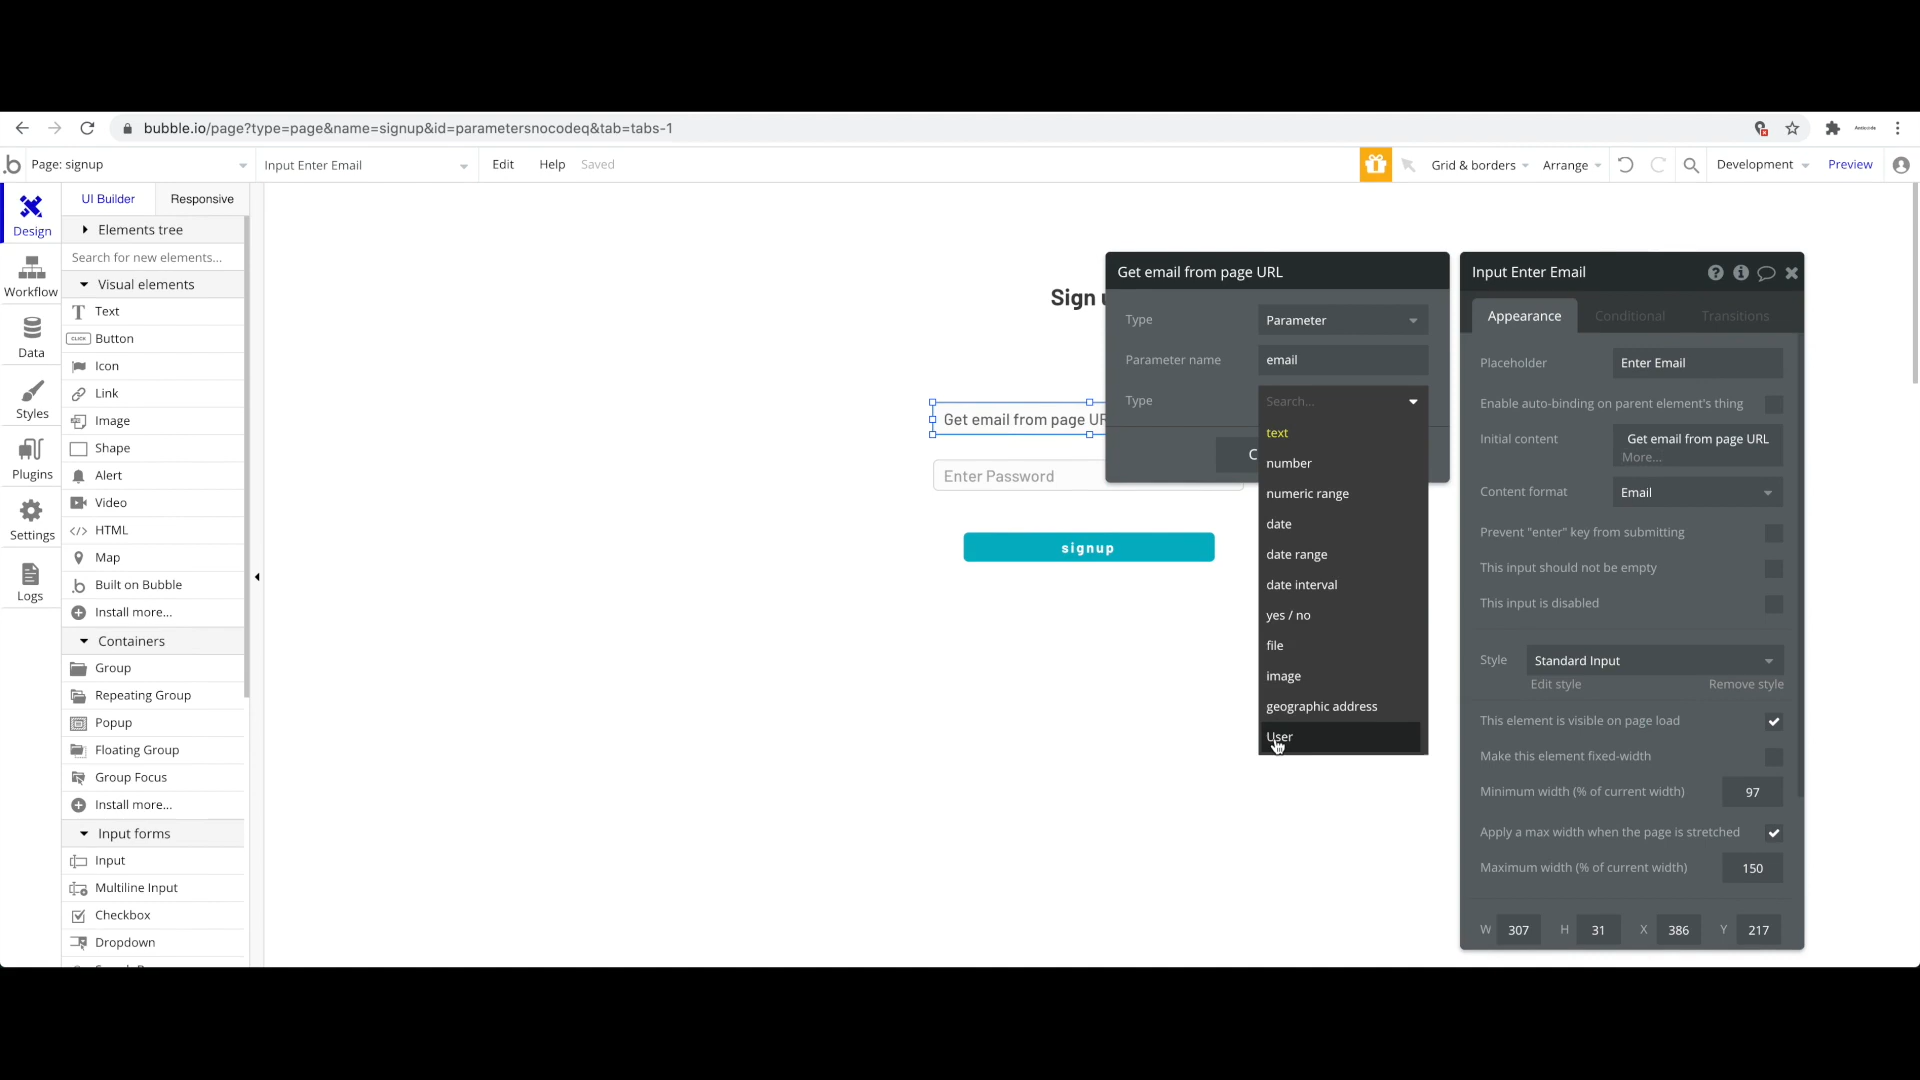 bubble.io/page?type=page&name=signup&id=parametersnocodeq&tab=tabs-1
Page: signup
Input Enter Email
Edit
Help
Saved
Grid & borders
Arrange
Development
Preview
Design
Workflow
Data
Styles
Plugins
Settings
Logs
UI Builder
Responsive
Elements tree
Search for new elements...
Visual elements
Text
CLICK
Button
Icon
Link
Image
Shape
Alert
Video
HTML
Map
Built on Bubble
Install more...
Containers
Group
Repeating Group
Popup
Floating Group
Group Focus
Install more...
Input forms
Input
Multiline Input
Checkbox
Dropdown
Sign u
Get email from page UR
Enter Password
signup
Get email from page URL
Type
Parameter
Parameter name
email
Type
Search...
C
text
number
numeric range
date
date range
date interval
yes / no
file
image
geographic address
User
Input Enter Email
Appearance
Conditional
Transitions
Placeholder
Enter Email
Enable auto-binding on parent element's thing
Initial content
Get email from page URL
More...
Content format
Email
Prevent "enter" key from submitting
This input should not be empty
This input is disabled
Style
Standard Input
Edit style
Remove style
This element is visible on page load
Make this element fixed-width
Minimum width (% of current width)
97
Apply a max width when the page is stretched
Maximum width (% of current width)
150
W
307
H
31
X
386
Y
217